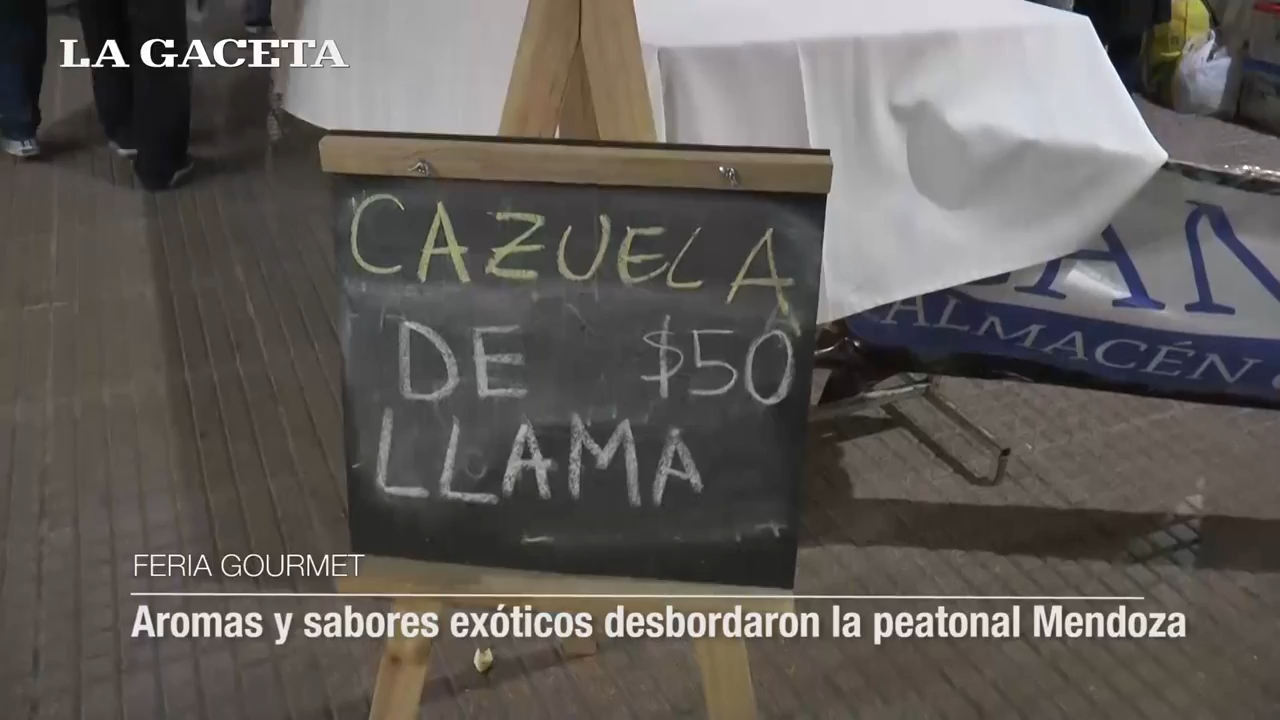 LA GACETA
CAZUELA
DE $50
LLAMA
ALMACÉN
FERIA GOURMET
Aromas y sabores exóticos desbordaron la peatonal Mendoza